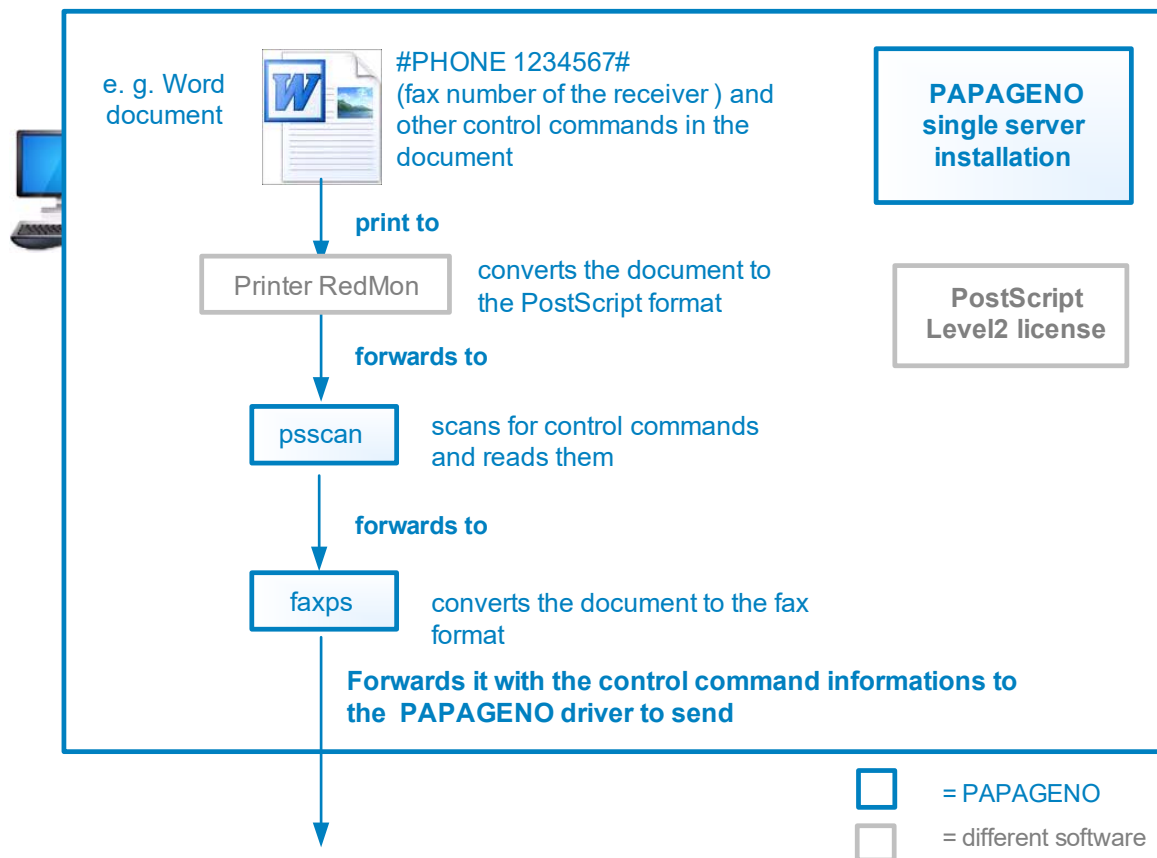 e. g. Word
document
W
#PHONE 1234567#
(fax number of the receiver ) and
other control commands in the
document
PAPAGENO
single server
installation
print to
Printer RedMon
converts the document to
the PostScript format
PostScript
Level2 license
forwards to
psscan
scans for control commands
and reads them
forwards to
faxps
converts the document to the fax
format
Forwards it with the control command informations to
the PAPAGENO driver to send
= PAPAGENO
= different software